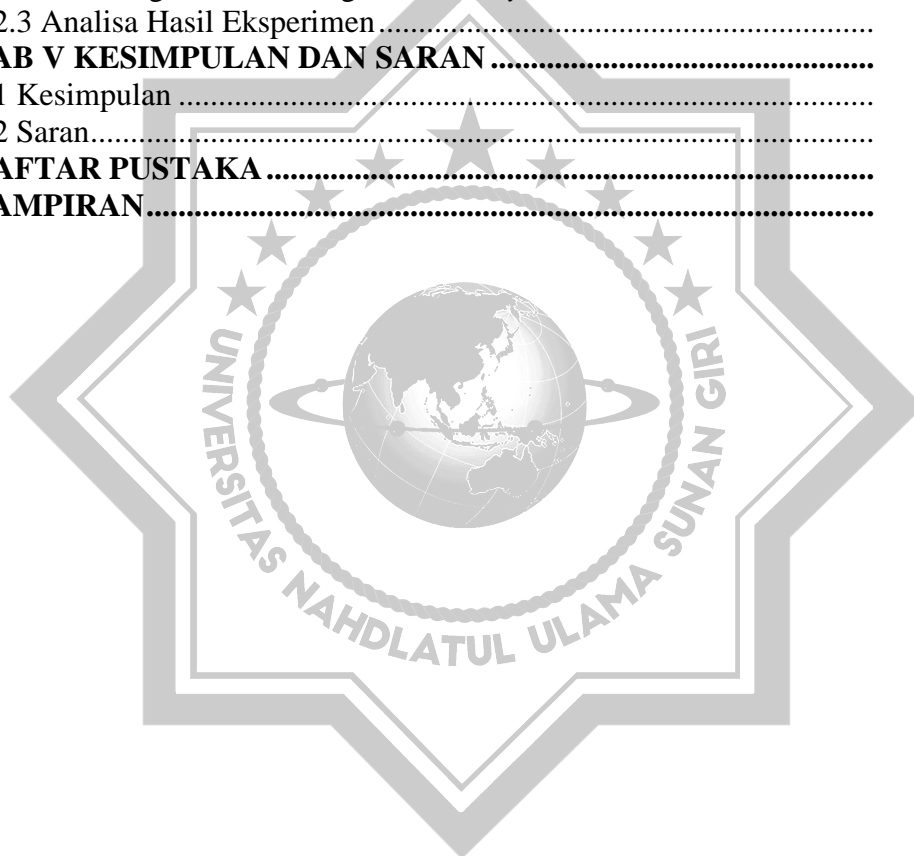 2.3 Analisa Hasil Eksperimen ................................................................
AB V KESIMPULAN DAN SARAN ................................................
1 Kesimpulan ................................................................
2 Saran................................................................
AFTAR PUSTAKA ................................................................
AMPIRAN................................................................
UNIVERSITAS NAHDLATUL ULAMA SUNAN GIRI